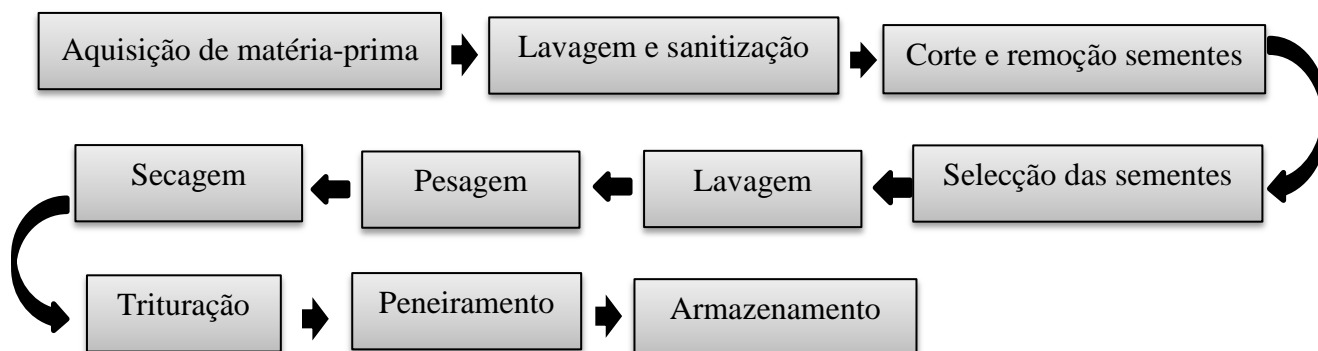 Aquisição de matéria-prima
Lavagem e sanitização
Corte e remoção sementes
Selecção das sementes
Lavagem
Pesagem
Secagem
Trituração
Peneiramento
Armazenamento